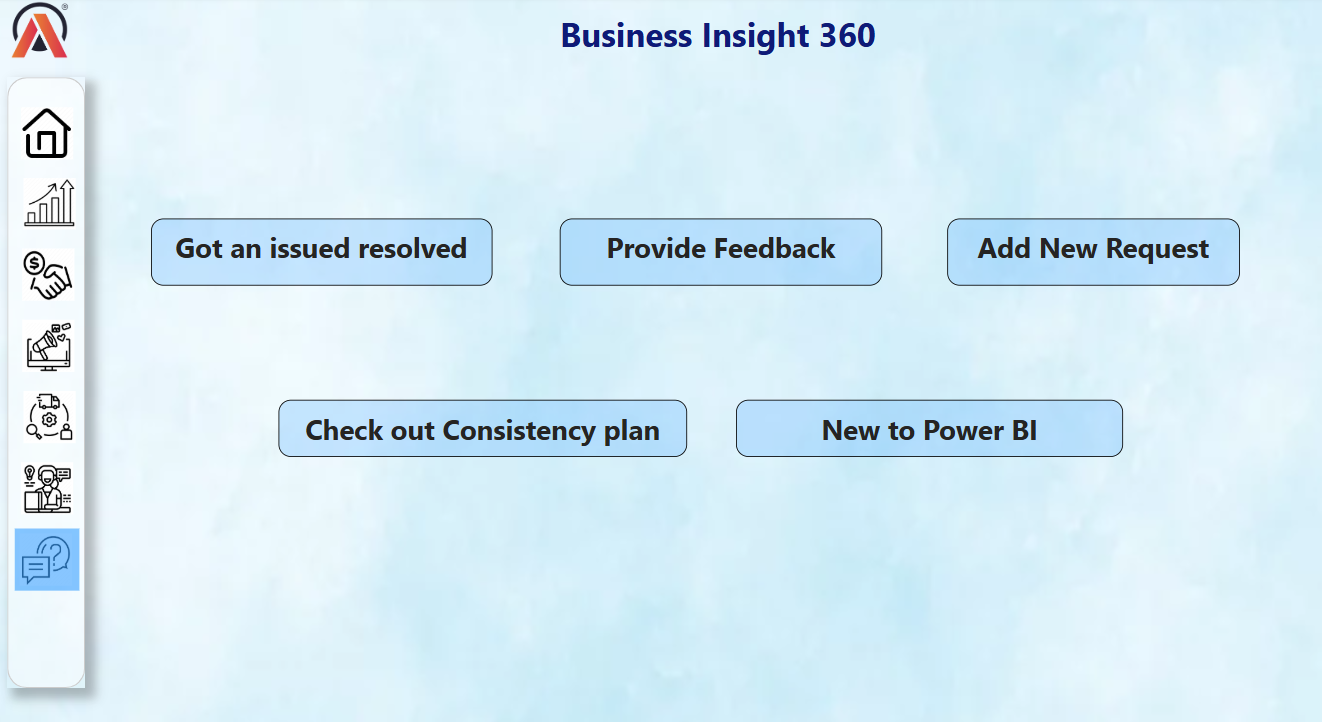 Business Insight 360
Got an issued resolved
Provide Feedback
Add New Request
Check out Consistency plan
New to Power BI